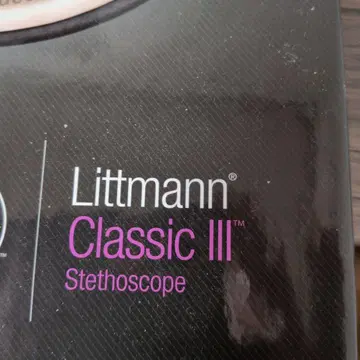 Littmann®
Classic III™
Stethoscope